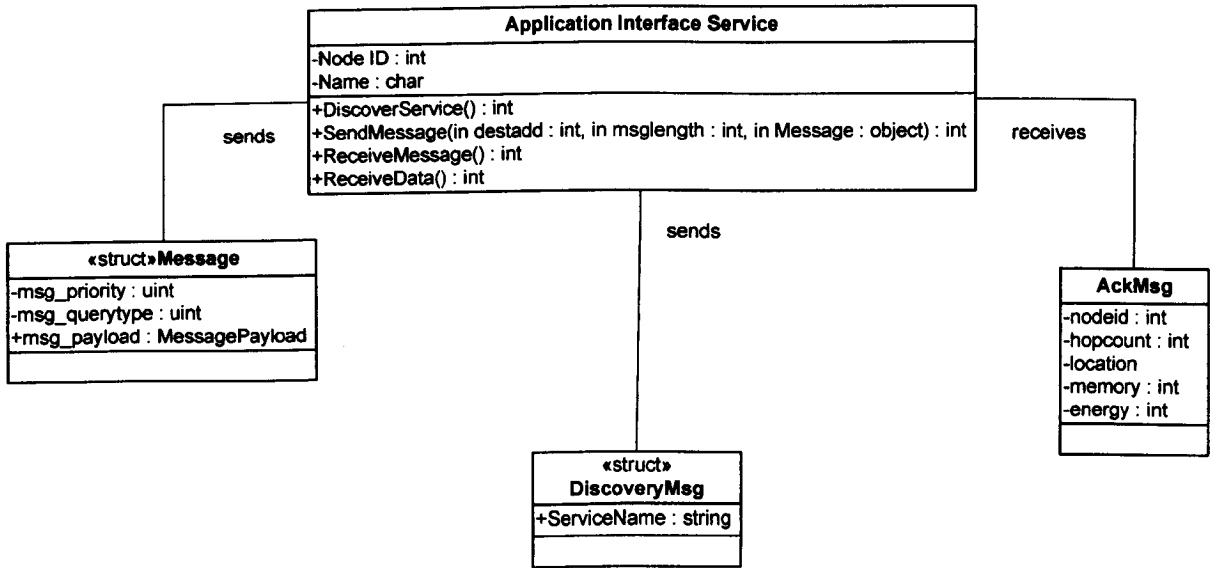 Application Interface Service
-Node ID : int
-Name : char
+DiscoverService() : int
+SendMessage(in destadd : int, in msglength : int, in Message : object) : int
+ReceiveMessage() : int
+ReceiveData() : int
sends
receives
sends
«struct»Message
-msg_priority : uint
-msg_querytype : uint
+msg_payload : MessagePayload
AckMsg
-nodeid : int
-hopcount : int
-location
-memory : int
-energy : int
«struct»
DiscoveryMsg
+ServiceName : string